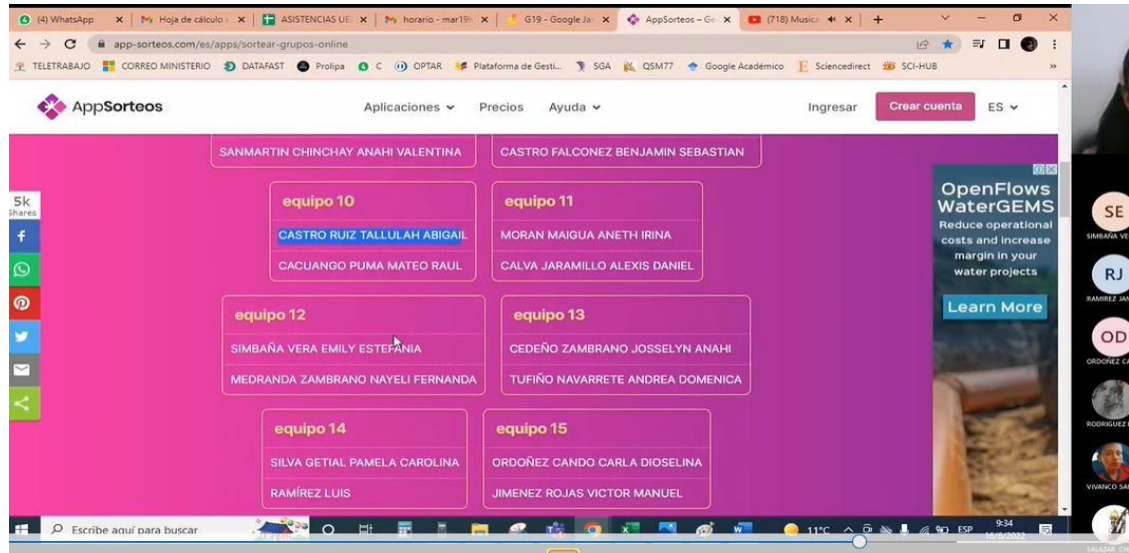 (4) WhatsApp
Hoja de cálculo
ASISTENCIAS UE
horario - mar19
G19 - Google
AppSorteos – Ge
(718) Music
app-sorteos.com/es/apps/sortear-grupos-online
TELETRABAJO CORREO MINISTERIO DATAFAST Prolipa C OPTAR Plataforma de Gesti... SGA QSM77 Google Académico Sciencedirect SCI-HUB
AppSorteos
Aplicaciones Precios Ayuda
Ingresar Crear cuenta ES
SANMARTIN CHINCHAY ANAHI VALENTINA
CASTRO FALCONEZ BENJAMIN SEBASTIAN
equipo 10
CASTRO RUIZ TALLULAH ABIGAIL
CACUANGO PUMA MATEO RAUL
equipo 11
MORAN MAIGUA ANETH IRINA
CALVA JARAMILLO ALEXIS DANIEL
equipo 12
SIMBAÑA VERA EMILY ESTEFANIA
MEDRANDA ZAMBRANO NAYELI FERNANDA
equipo 13
CEDEÑO ZAMBRANO JOSSELYN ANAHI
TUFIÑO NAVARRETE ANDREA DOMENICA
equipo 14
SILVA GETIAL PAMELA CAROLINA
RAMÍREZ LUIS
equipo 15
ORDOÑEZ CANDO CARLA DIOSELINA
JIMENEZ ROJAS VICTOR MANUEL
5k
Shares
OpenFlows
WaterGEMS
Reduce operational
costs and increase
margin in your
water projects
Learn More
SE
SIMBAÑA VE
RJ
RAMIREZ JAM
OD
ORDOÑEZ CA
RODRIGUEZ
VIVANCO SA
SALAZAR
Escribe aquí para buscar
11°C
ESP
9:34
16/6/2022